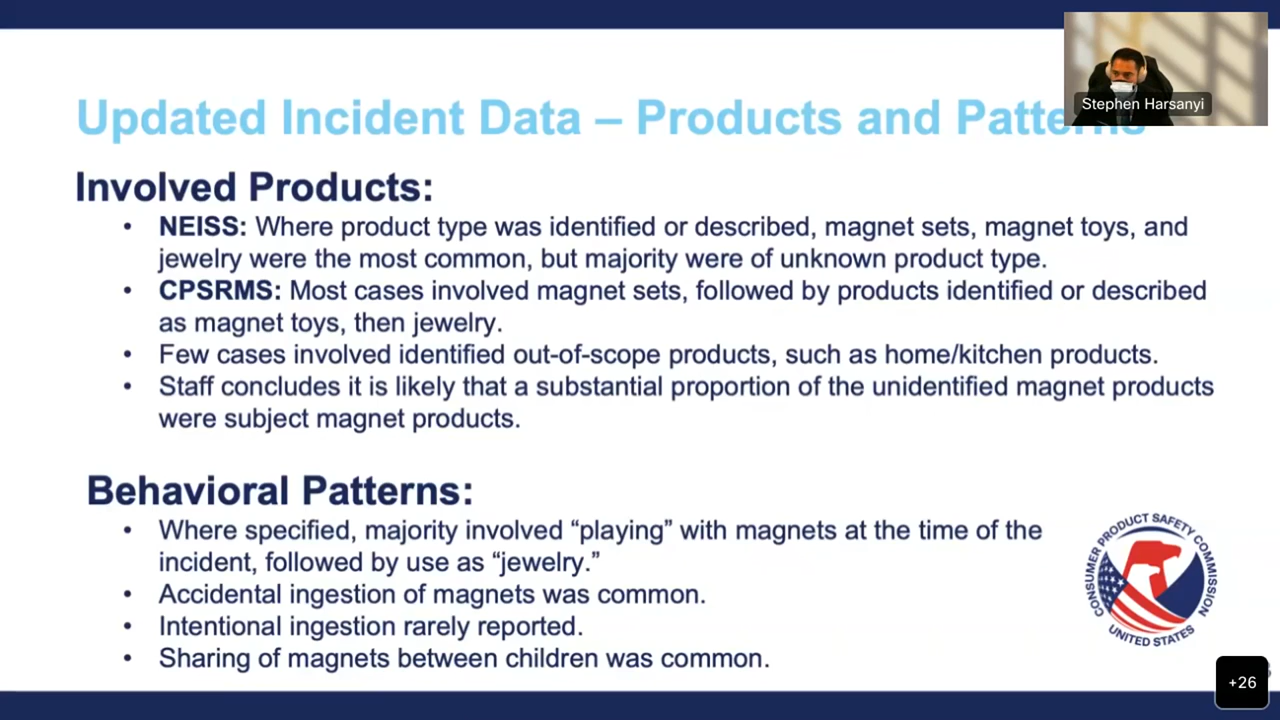 Stephen Harsanyi
Updated Incident Data – Products and Patterns
Involved Products:
• NEISS: Where product type was identified or described, magnet sets, magnet toys, and
jewelry were the most common, but majority were of unknown product type.
• CPSRMS: Most cases involved magnet sets, followed by products identified or described
as magnet toys, then jewelry.
• Few cases involved identified out-of-scope products, such as home/kitchen products.
• Staff concludes it is likely that a substantial proportion of the unidentified magnet products
were subject magnet products.
Behavioral Patterns:
• Where specified, majority involved “playing” with magnets at the time of the
incident, followed by use as “jewelry.”
• Accidental ingestion of magnets was common.
• Intentional ingestion rarely reported.
• Sharing of magnets between children was common.
CONSUMER PRODUCT SAFETY COMMISSION
UNITED STATES
+26